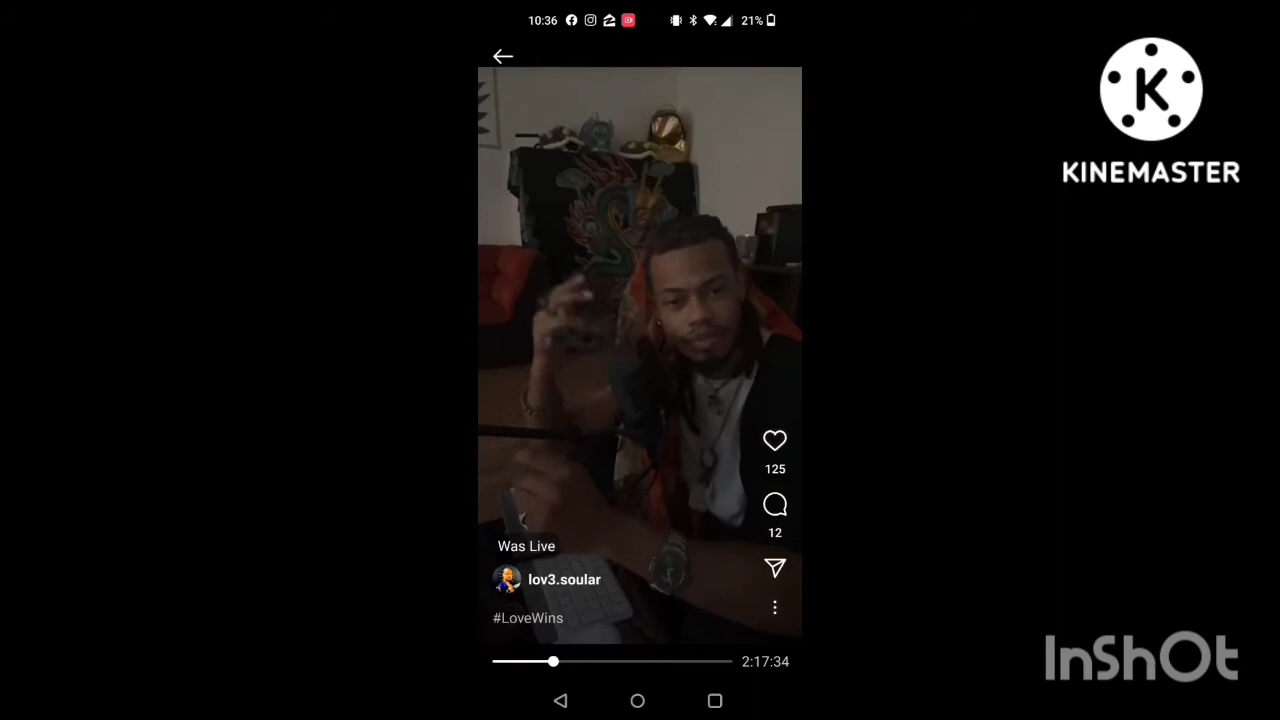 10:36
21%
K
KINEMASTER
125
12
Was Live
lov3.soular
#LoveWins
2:17:34
InShOt